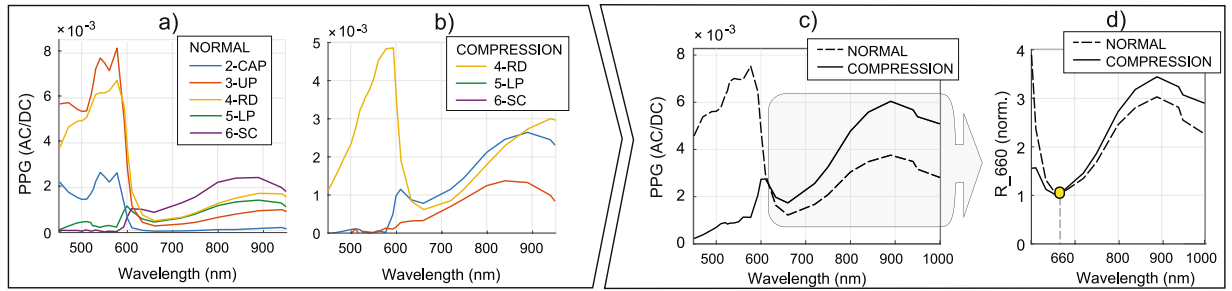 a)
× 10⁻³
PPG (AC/DC)
8
6
4
2
0
500 600 700 800 900
Wavelength (nm)
NORMAL
2-CAP
3-UP
4-RD
5-LP
6-SC
b)
× 10⁻³
5
4
3
2
1
0
500 600 700 800 900
Wavelength (nm)
COMPRESSION
4-RD
5-LP
6-SC
c)
× 10⁻³
PPG (AC/DC)
8
6
4
2
0
500 600 700 800 900 1000
Wavelength (nm)
NORMAL
COMPRESSION
d)
R_660 (norm.)
4
3
2
1
0
660 800 900 1000
Wavelength (nm)
NORMAL
COMPRESSION